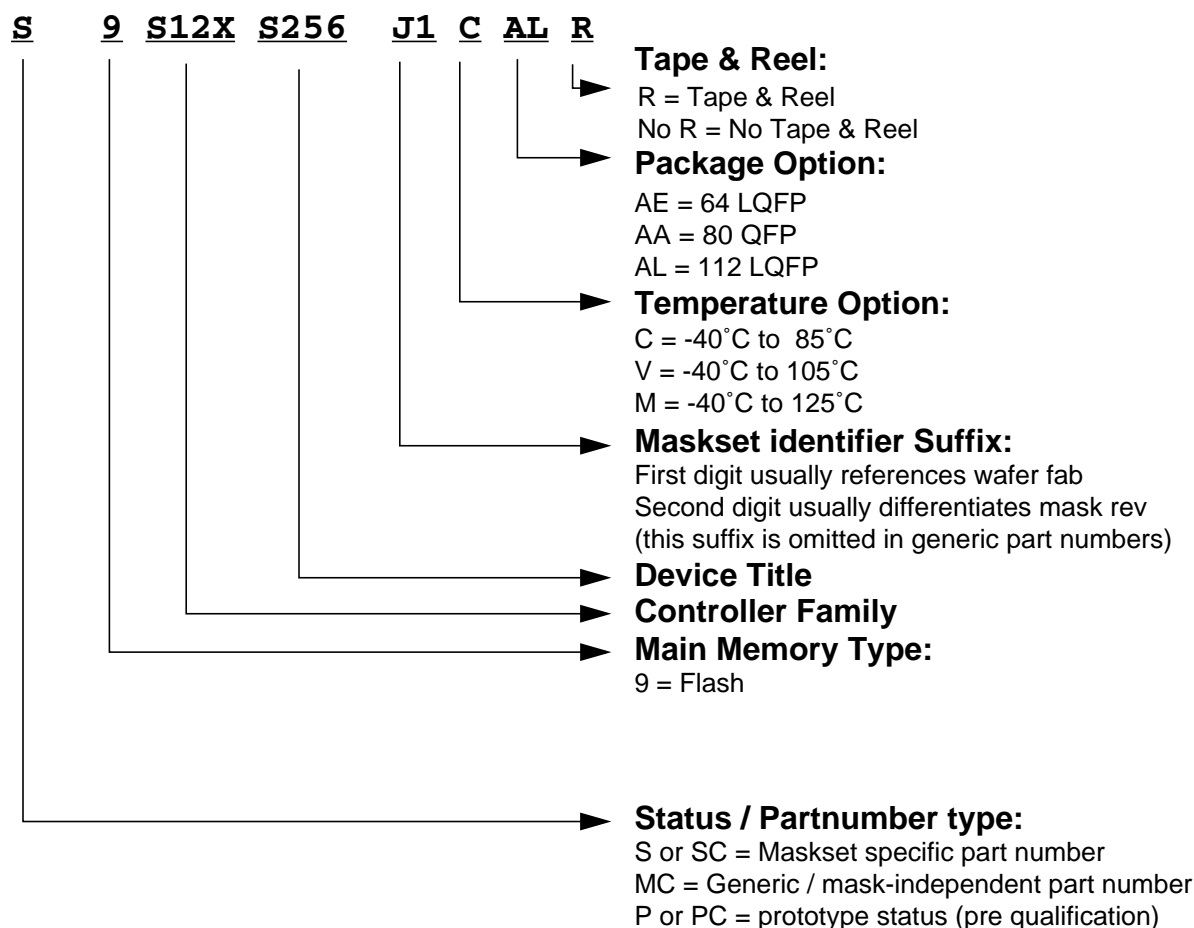 S 9 S12X S256 J1 C AL R
Tape & Reel:
R = Tape & Reel
No R = No Tape & Reel
Package Option:
AE = 64 LQFP
AA = 80 QFP
AL = 112 LQFP
Temperature Option:
C = -40˚C to 85˚C
V = -40˚C to 105˚C
M = -40˚C to 125˚C
Maskset identifier Suffix:
First digit usually references wafer fab
Second digit usually differentiates mask rev
(this suffix is omitted in generic part numbers)
Device Title
Controller Family
Main Memory Type:
9 = Flash
Status / Partnumber type:
S or SC = Maskset specific part number
MC = Generic / mask-independent part number
P or PC = prototype status (pre qualification)